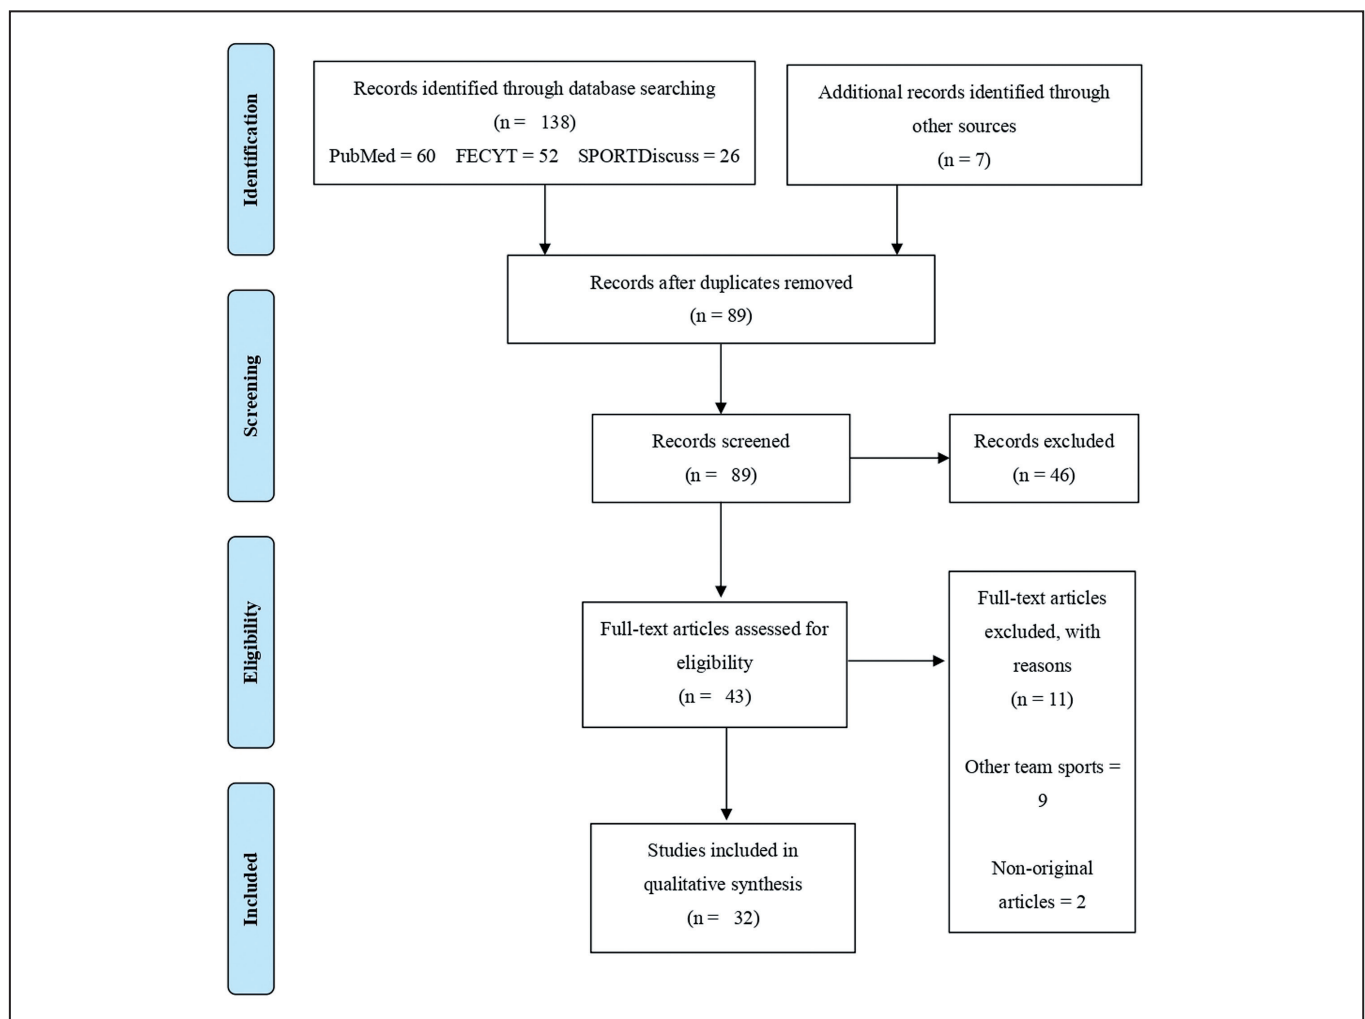 Identification
Records identified through database searching
(n = 138)
PubMed = 60 FECYT = 52 SPORTDiscuss = 26
Additional records identified through
other sources
(n = 7)
Records after duplicates removed
(n = 89)
Screening
Records screened
(n = 89)
Records excluded
(n = 46)
Eligibility
Full-text articles assessed for
eligibility
(n = 43)
Full-text articles
excluded, with
reasons
(n = 11)
Other team sports =
9
Non-original
articles = 2
Included
Studies included in
qualitative synthesis
(n = 32)